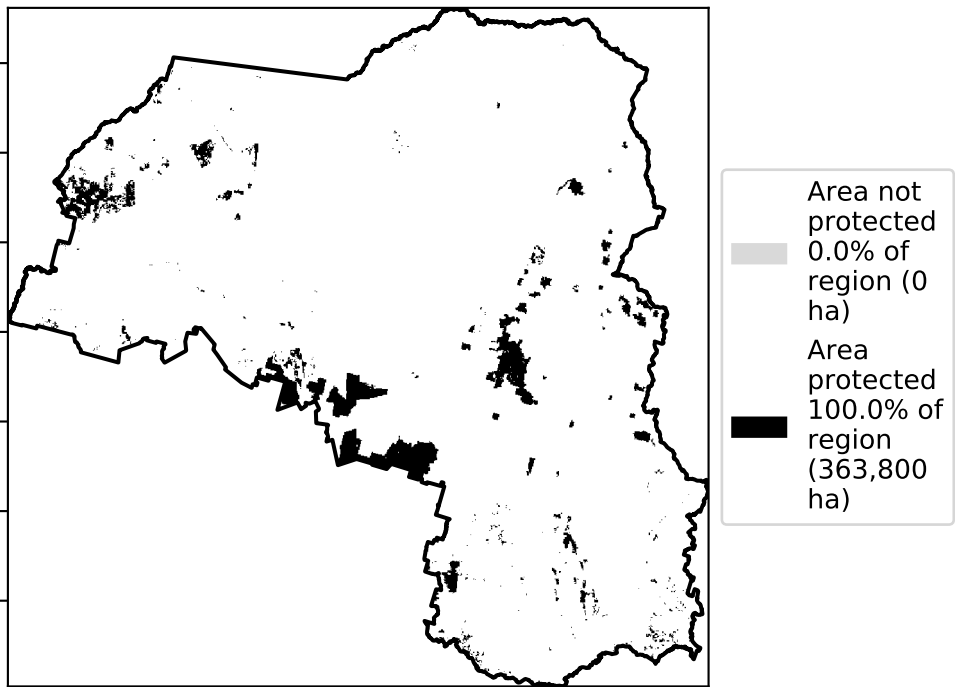 Area not
protected
0.0% of
region (0
ha)
Area
protected
100.0% of
region
(363,800
ha)